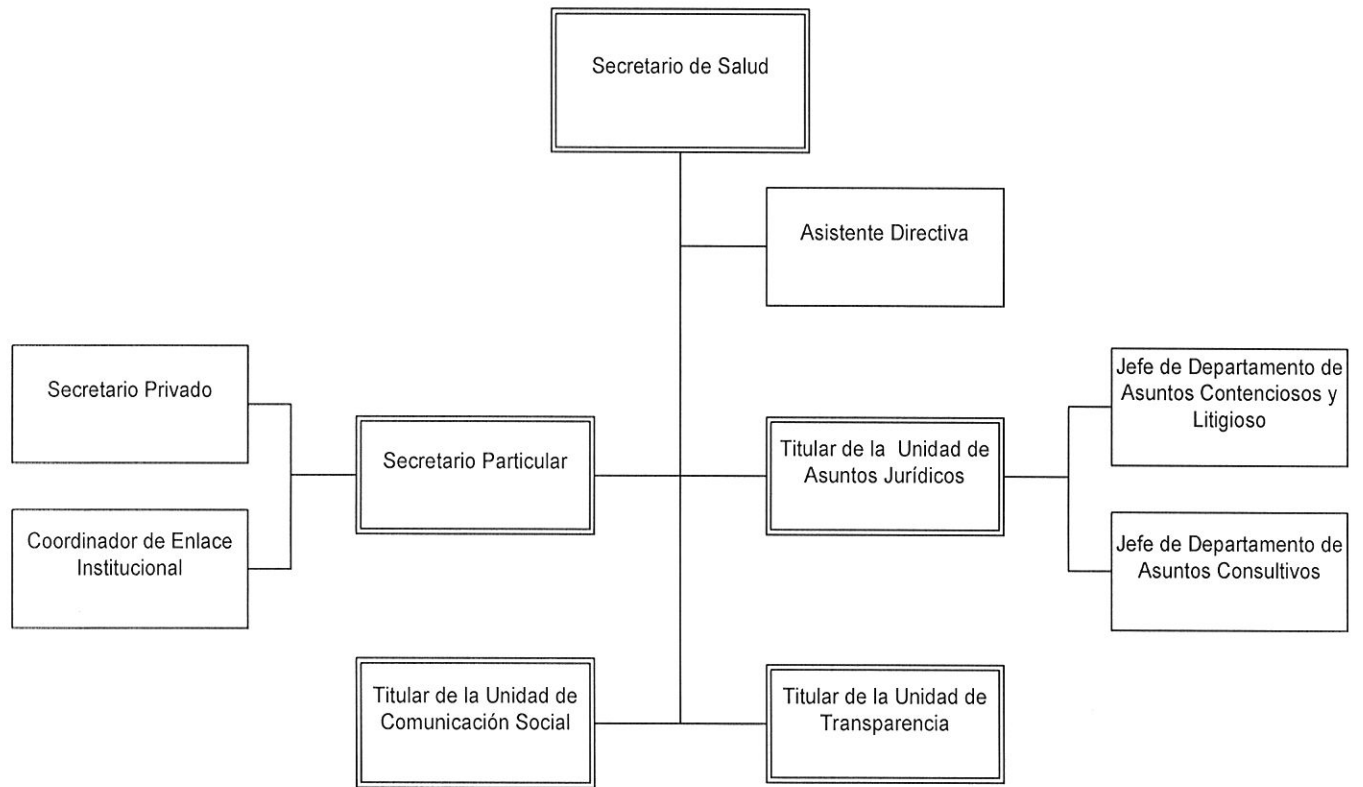 Secretario de Salud
Asistente Directiva
Secretario Privado
Jefe de Departamento de
Asuntos Contenciosos y
Litigioso
Secretario Particular
Titular de la  Unidad de
Asuntos Jurídicos
Coordinador de Enlace
Institucional
Jefe de Departamento de
Asuntos Consultivos
Titular de la Unidad de
Comunicación Social
Titular de la Unidad de
Transparencia